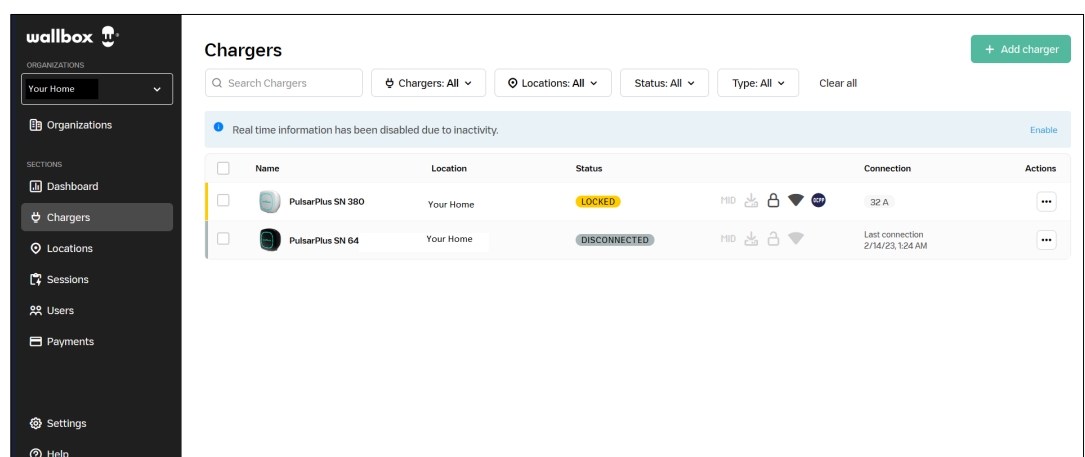 wallbox
ORGANIZATIONS
Your Home
Organizations
SECTIONS
Dashboard
Chargers
Locations
Sessions
Users
Payments
Settings
Help
Chargers
+ Add charger
Search Chargers
Chargers: All
Locations: All
Status: All
Type: All
Clear all
Real time information has been disabled due to inactivity.
Enable
Name Location Status Connection Actions
PulsarPlus SN 380 Your Home LOCKED MID OCPP 32 A
PulsarPlus SN 64 Your Home DISCONNECTED MID Last connection
2/14/23, 1:24 AM